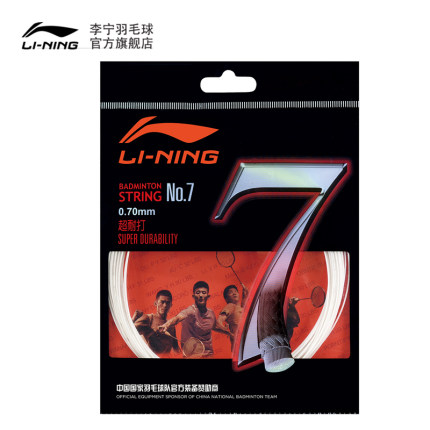 LI-NING
李宁羽毛球
官方旗舰店
LI-NING
BADMINTON
STRING No.7
0.70mm
超耐打
SUPER DURABILITY
7
中国国家羽毛球队官方装备赞助商
OFFICIAL EQUIPMENT SPONSOR OF CHINA NATIONAL BADMINTON TEAM